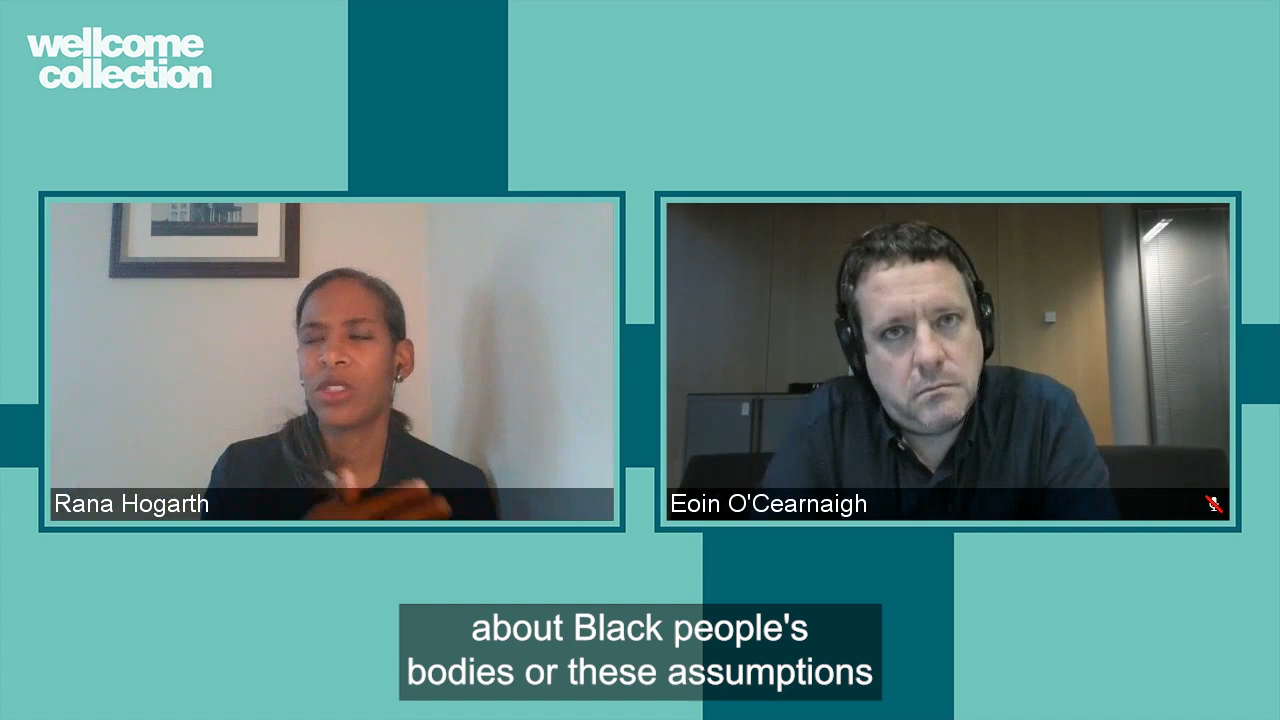 wellcome
collection
Rana Hogarth
Eoin O'Cearnaigh
about Black people's
bodies or these assumptions